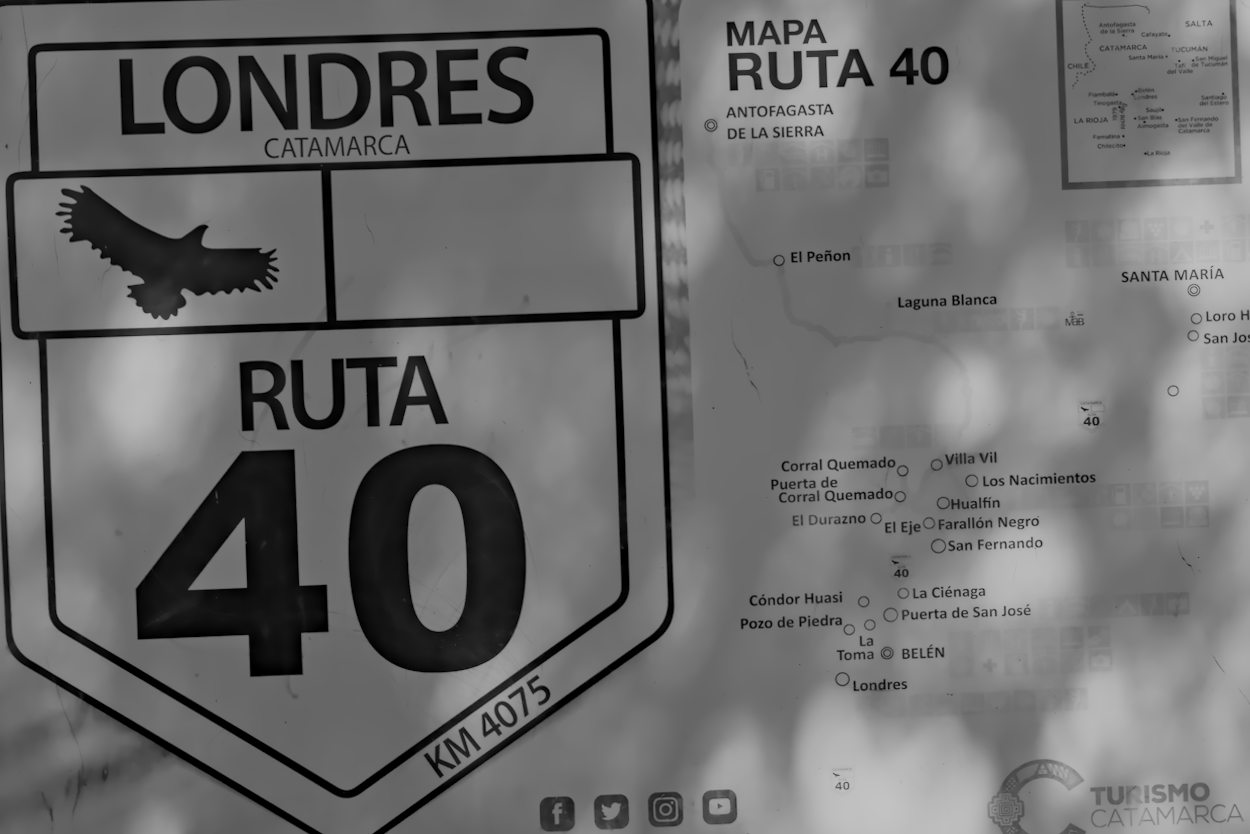 LONDRES
CATAMARCA
RUTA
40
KM 4075
MAPA
RUTA 40
ANTOFAGASTA
DE LA SIERRA
El Peñon
Laguna Blanca
SANTA MARÍA
Loro H
San Jos
40
Corral Quemado
Villa Vil
Puerta de
Corral Quemado
Los Nacimientos
Hualfin
El Durazno
El Eje
Farallón Negro
San Fernando
40
La Ciénaga
Cóndor Huasi
Puerta de San José
Pozo de Piedra
La
Toma
BELÉN
Londres
40
Antofagasta
de la Sierra
SALTA
Cafayate
CATAMARCA
TUCUMÁN
Santa María
San Miguel
de Tucumán
Tafí
del Valle
CHILE
Fiambalá
Belén
Londres
Tinogasta
Santiago
del Estero
Saujil
LA RIOJA
San Blas
Aimogasta
San Fernando
del Valle de
Catamarca
Famatina
Chilecito
La Rioja
TURISMO
CATAMARCA